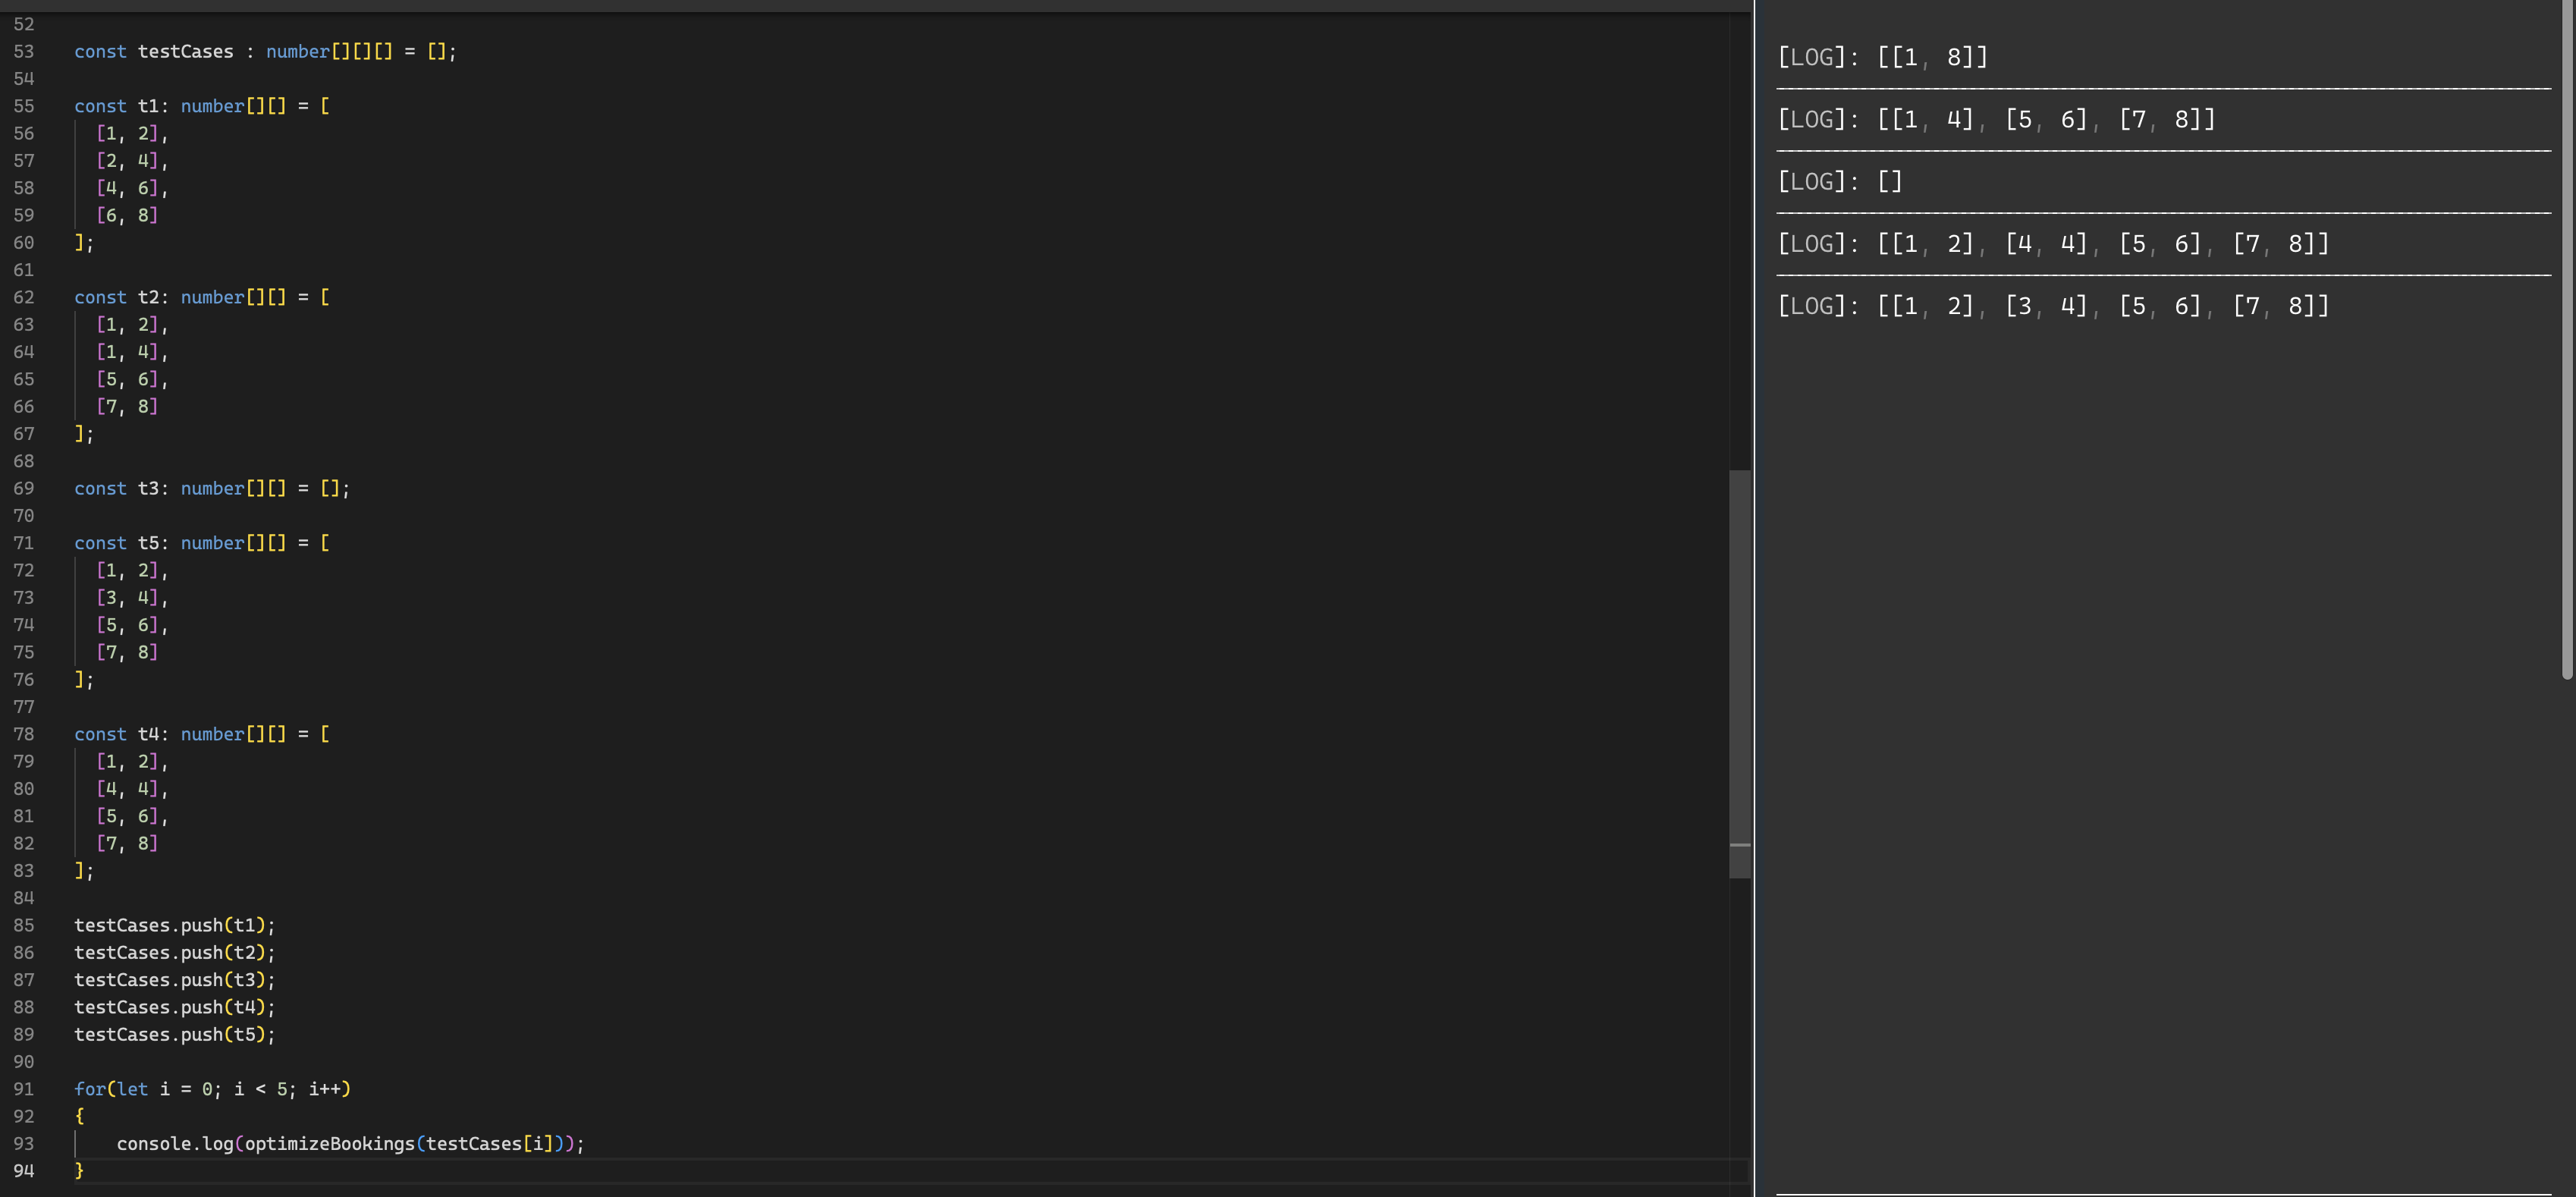 52
53 const testCases : number[][][] = [];
54
55 const t1: number[][] = [
56 [1, 2],
57 [2, 4],
58 [4, 6],
59 [6, 8]
60 ];
61
62 const t2: number[][] = [
63 [1, 2],
64 [1, 4],
65 [5, 6],
66 [7, 8]
67 ];
68
69 const t3: number[][] = [];
70
71 const t5: number[][] = [
72 [1, 2],
73 [3, 4],
74 [5, 6],
75 [7, 8]
76 ];
77
78 const t4: number[][] = [
79 [1, 2],
80 [4, 4],
81 [5, 6],
82 [7, 8]
83 ];
84
85 testCases.push(t1);
86 testCases.push(t2);
87 testCases.push(t3);
88 testCases.push(t4);
89 testCases.push(t5);
90
91 for(let i = 0; i < 5; i++)
92 {
93 console.log(optimizeBookings(testCases[i]));
94 }
[LOG]: [[1, 8]]
[LOG]: [[1, 4], [5, 6], [7, 8]]
[LOG]: []
[LOG]: [[1, 2], [4, 4], [5, 6], [7, 8]]
[LOG]: [[1, 2], [3, 4], [5, 6], [7, 8]]